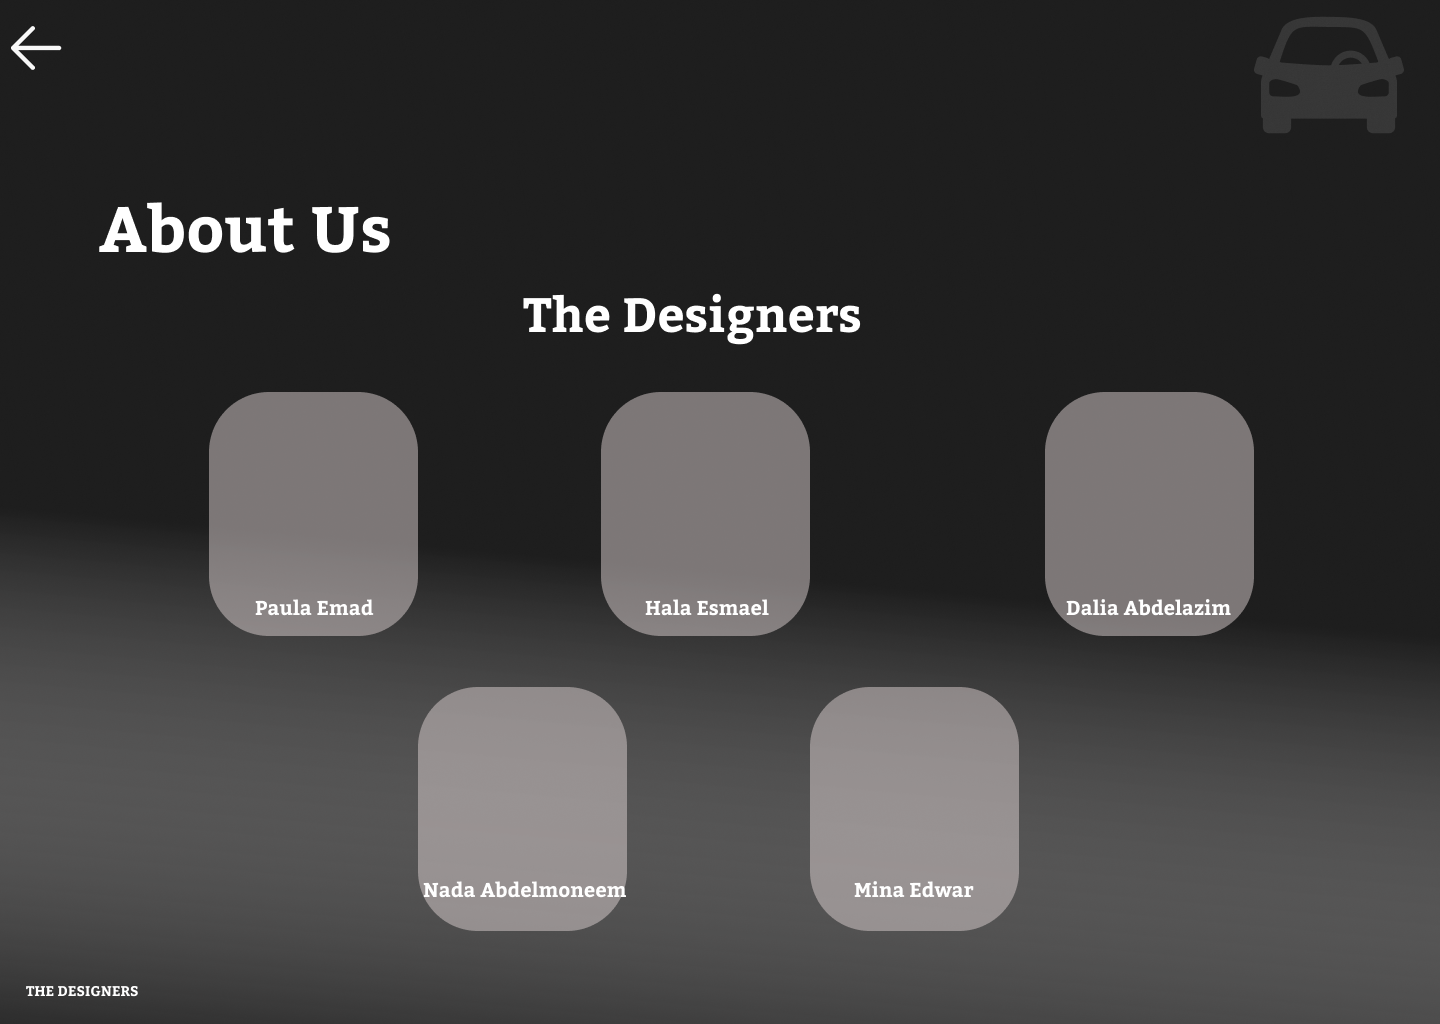 About Us
The Designers
Paula Emad
Hala Esmael
Dalia Abdelazim
Nada Abdelmoneem
Mina Edwar
THE DESIGNERS